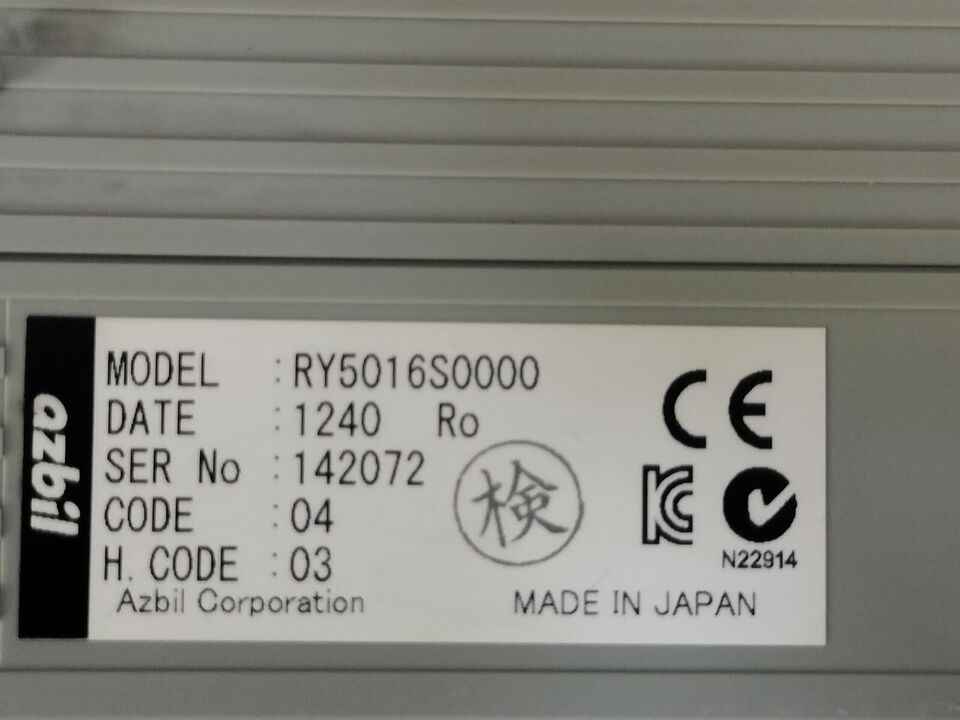 azbil
MODEL :RY5016S0000
DATE :1240 Ro
SER No :142072
CODE :04
H. CODE :03
Azbil Corporation
検
CE
KC
N22914
MADE IN JAPAN